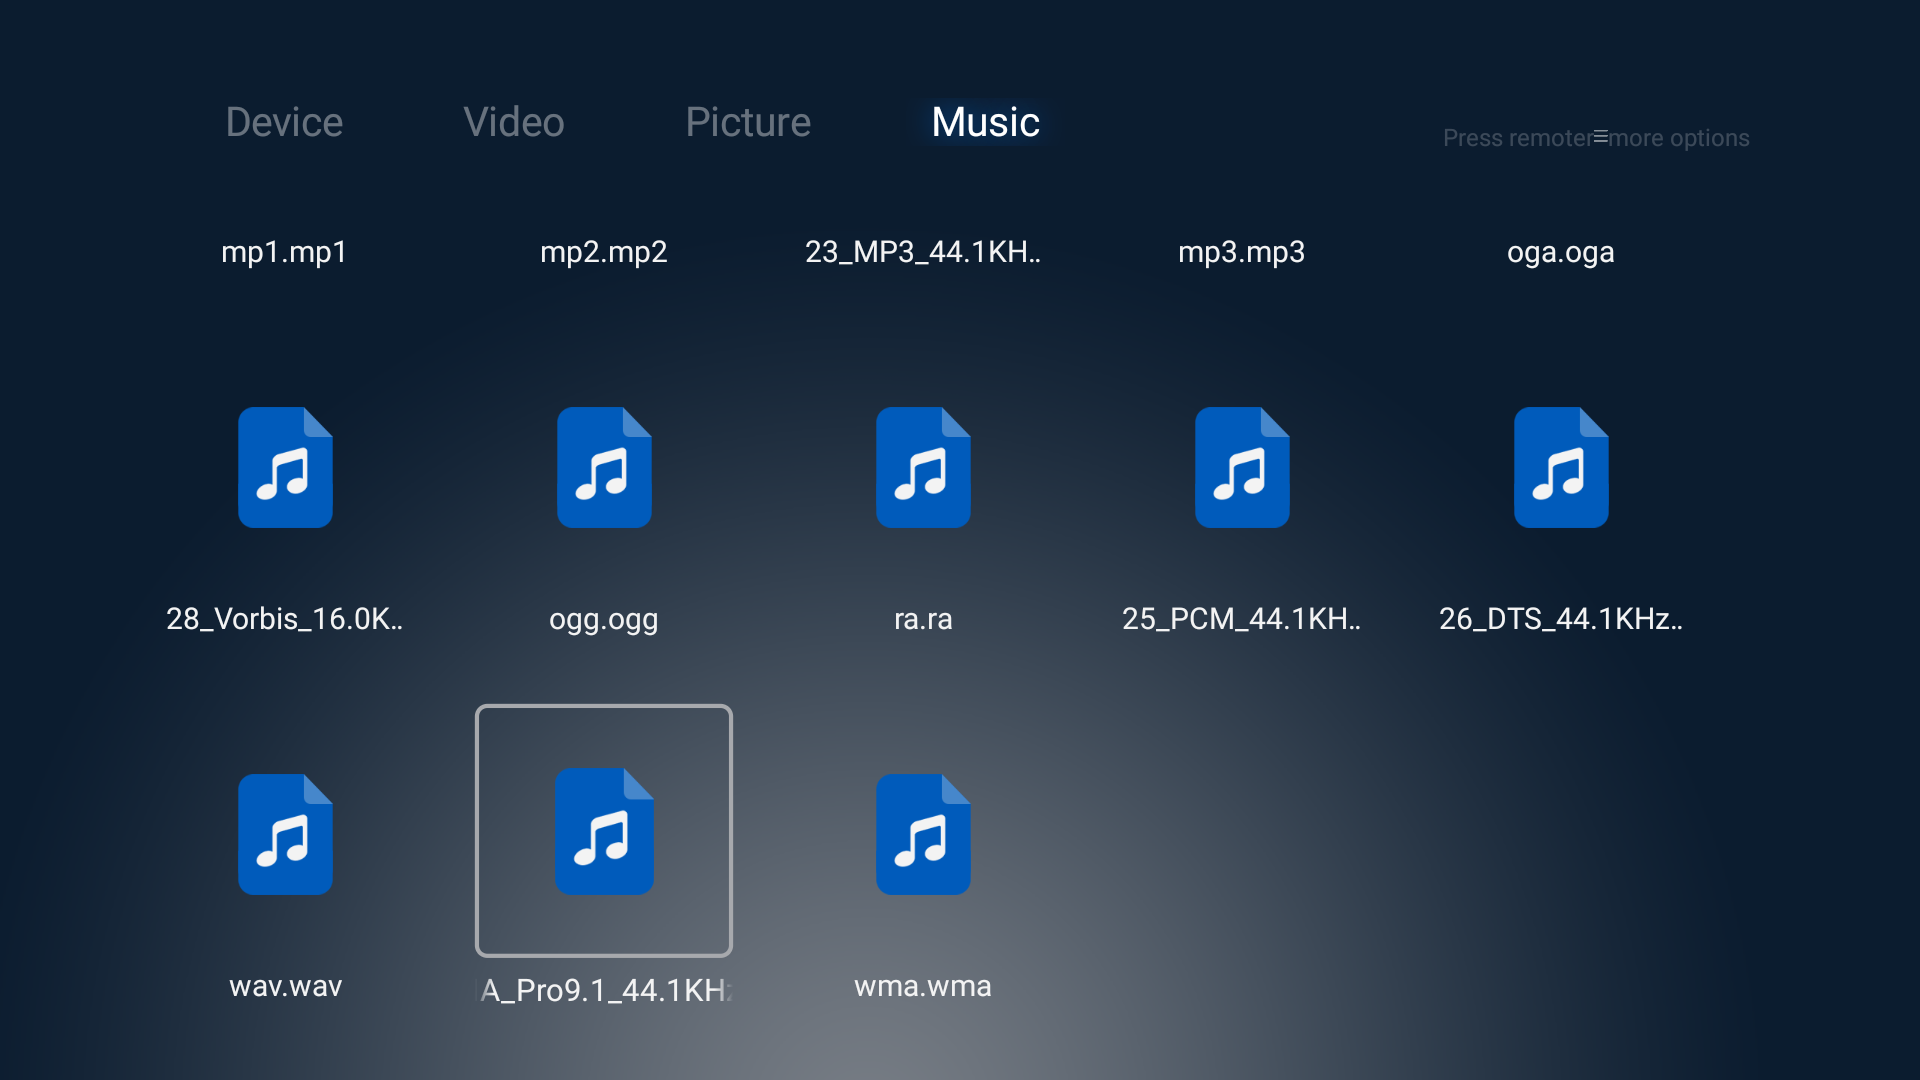 Device Video Picture Music
Press remoter more options
mp1.mp1 mp2.mp2 23_MP3_44.1KH.. mp3.mp3 oga.oga
28_Vorbis_16.0K.. ogg.ogg ra.ra 25_PCM_44.1KH.. 26_DTS_44.1KHz..
wav.wav A_Pro9.1_44.1KHz wma.wma